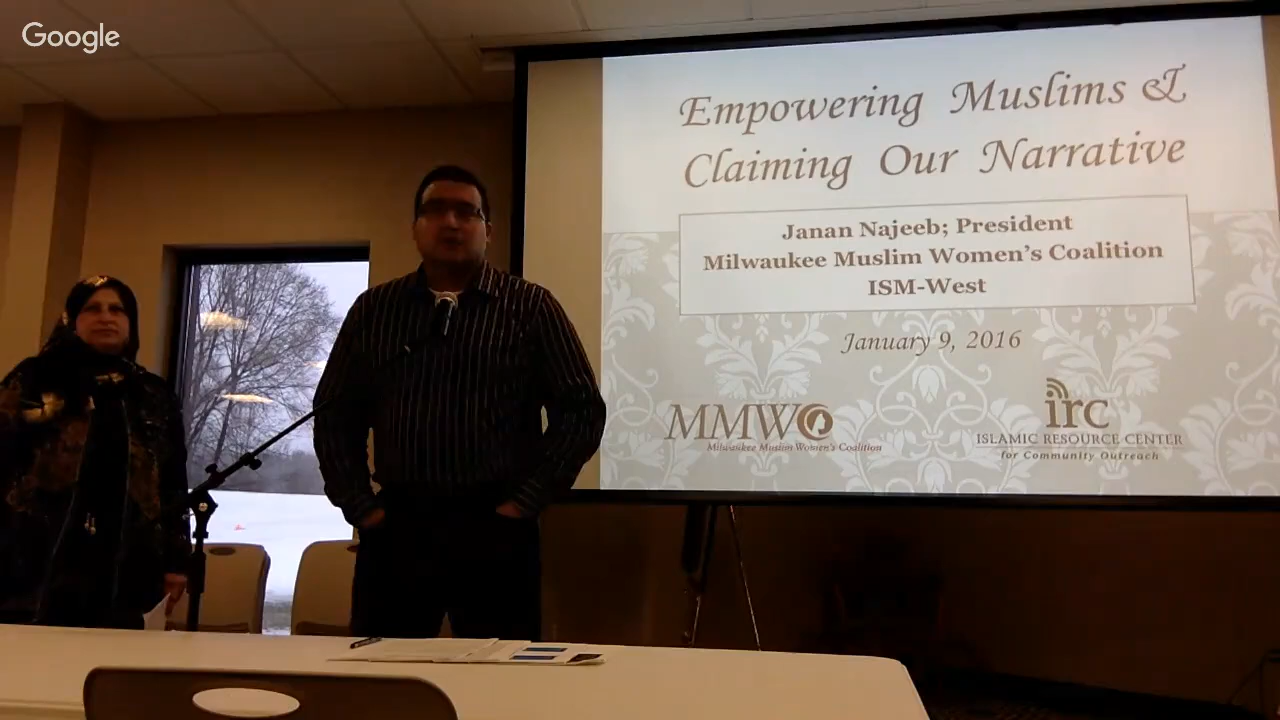 Google
Empowering Muslims &
Claiming Our Narrative
Janan Najeeb; President
Milwaukee Muslim Women's Coalition
ISM-West
January 9, 2016
MMWC
Milwaukee Muslim Women's Coalition
irc
ISLAMIC RESOURCE CENTER
for Community Outreach